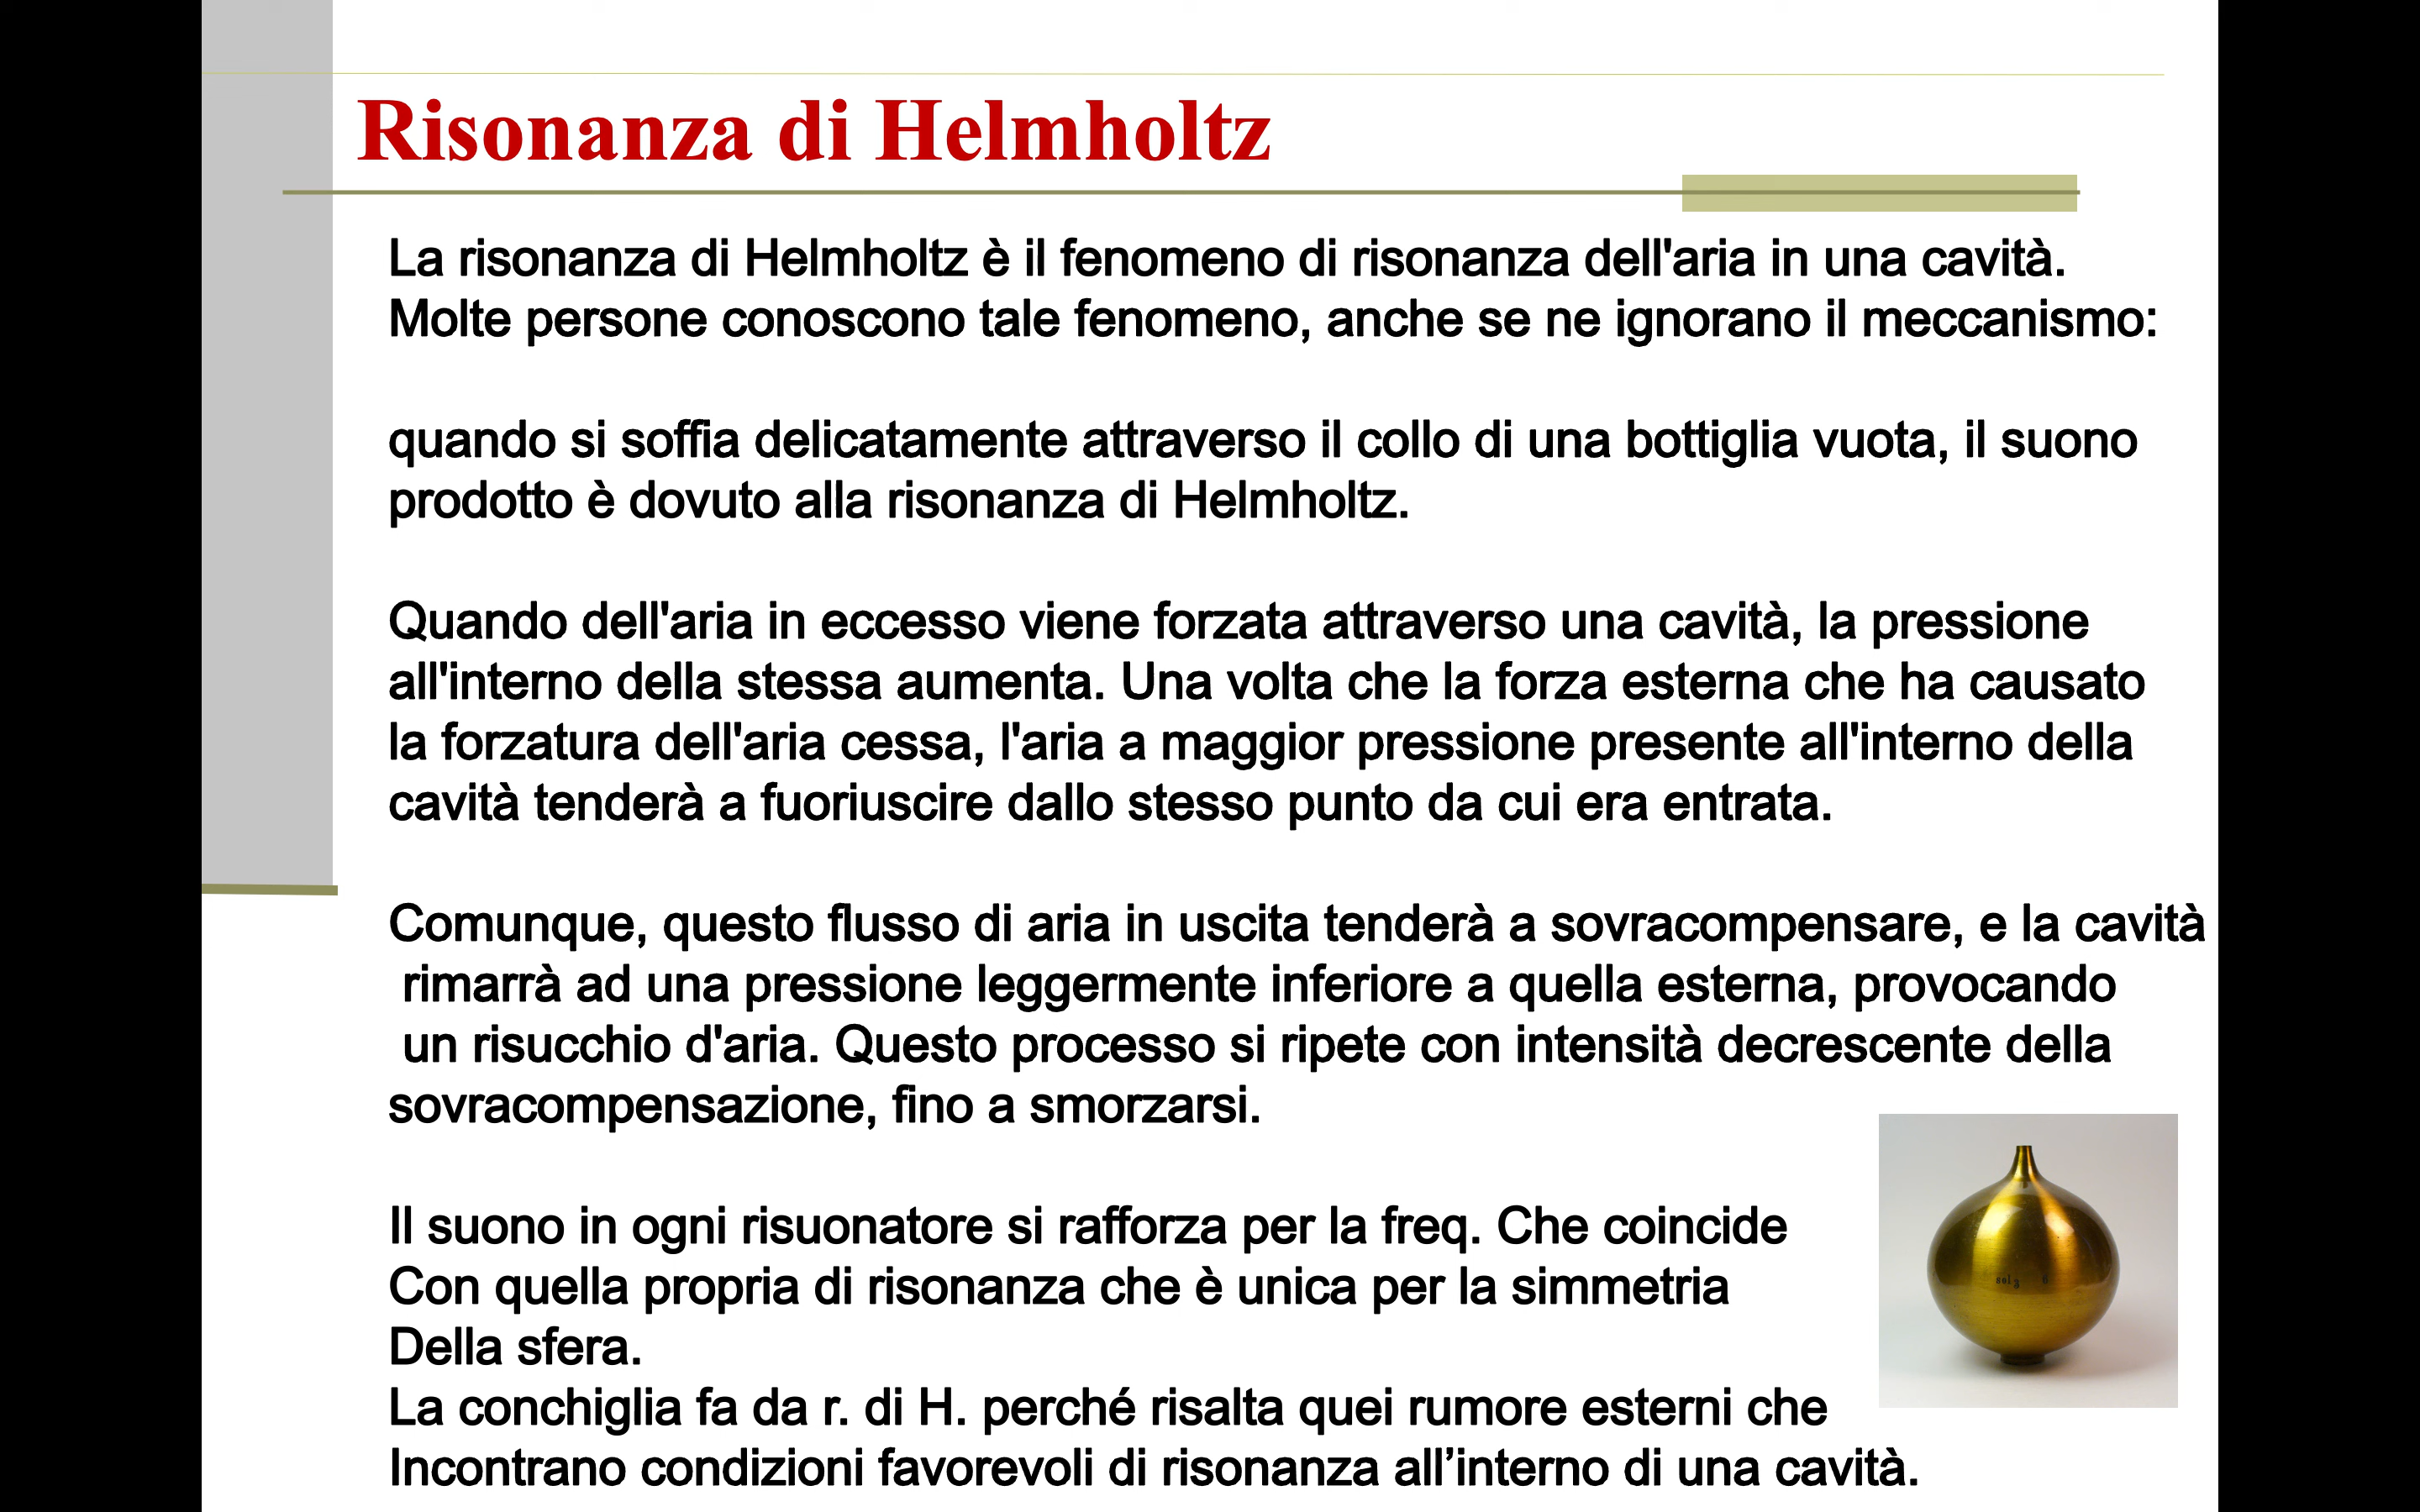 Risonanza di Helmholtz
La risonanza di Helmholtz è il fenomeno di risonanza dell'aria in una cavità.
Molte persone conoscono tale fenomeno, anche se ne ignorano il meccanismo:
quando si soffia delicatamente attraverso il collo di una bottiglia vuota, il suono
prodotto è dovuto alla risonanza di Helmholtz.
Quando dell'aria in eccesso viene forzata attraverso una cavità, la pressione
all'interno della stessa aumenta. Una volta che la forza esterna che ha causato
la forzatura dell'aria cessa, l'aria a maggior pressione presente all'interno della
cavità tenderà a fuoriuscire dallo stesso punto da cui era entrata.
Comunque, questo flusso di aria in uscita tenderà a sovracompensare, e la cavità
rimarrà ad una pressione leggermente inferiore a quella esterna, provocando
un risucchio d'aria. Questo processo si ripete con intensità decrescente della
sovracompensazione, fino a smorzarsi.
Il suono in ogni risuonatore si rafforza per la freq. Che coincide
Con quella propria di risonanza che è unica per la simmetria
Della sfera.
La conchiglia fa da r. di H. perché risalta quei rumore esterni che
Incontrano condizioni favorevoli di risonanza all’interno di una cavità.